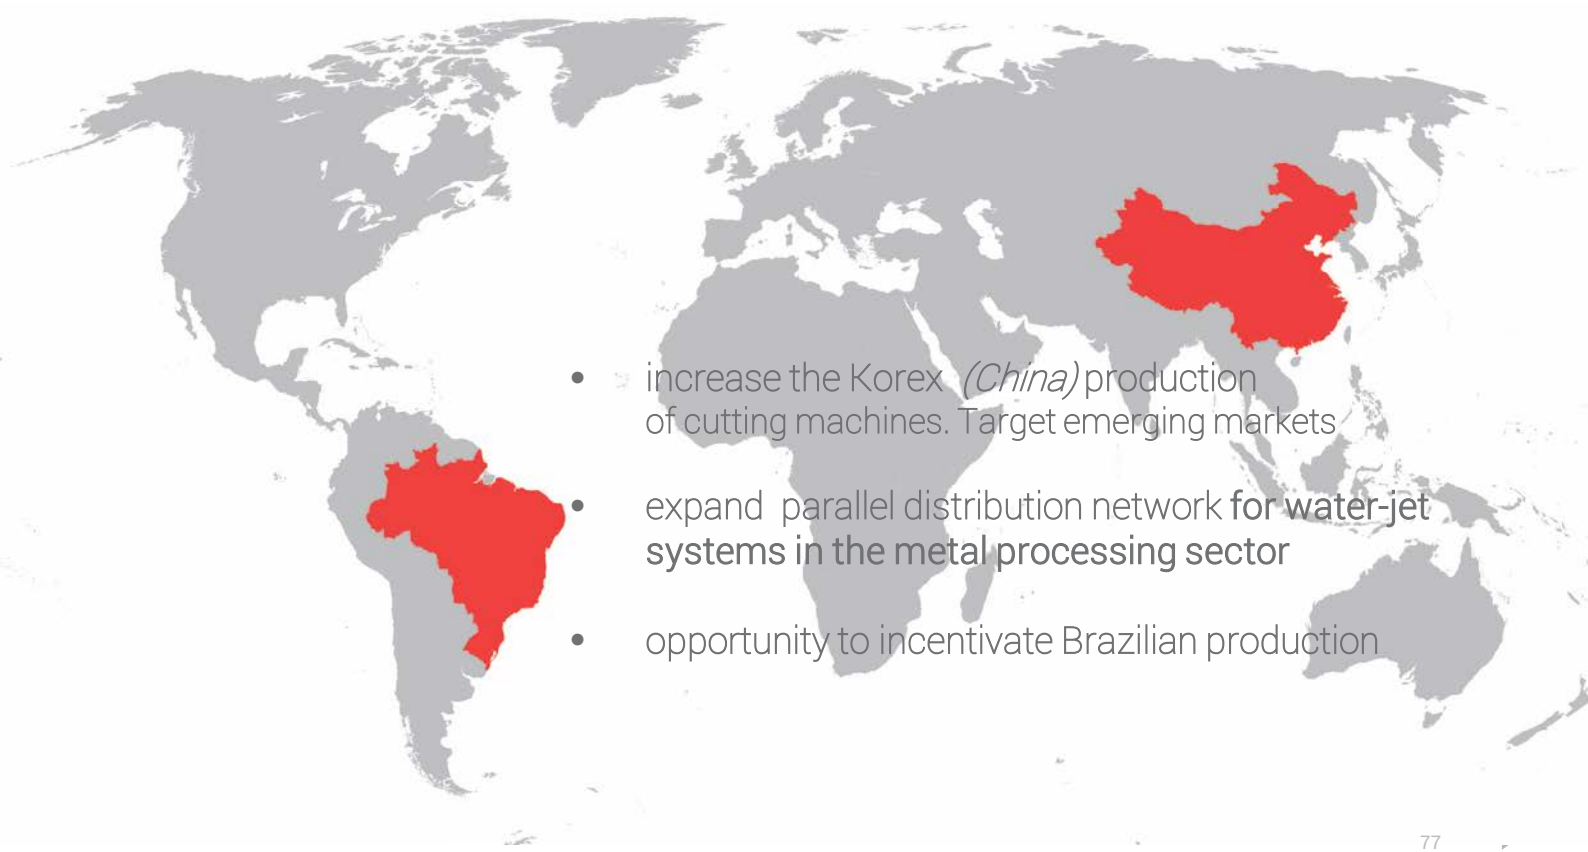 • increase the Korex (China) production
of cutting machines. Target emerging markets
• expand parallel distribution network for water-jet
systems in the metal processing sector
• opportunity to incentivate Brazilian production
77